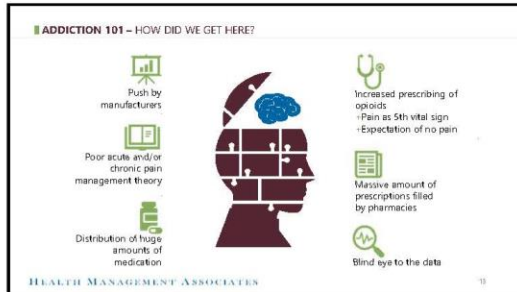 ADDICTION 101 – HOW DID WE GET HERE?
Push by
manufacturers
Poor acute and/or
chronic pain
management theory
Distribution of huge
amounts of
medication
Increased prescribing of
opioids
+Pain as 5th vital sign
+Expectation of no pain
Massive amount of
prescriptions filled
by pharmacies
Blind eye to the data
HEALTH MANAGEMENT ASSOCIATES